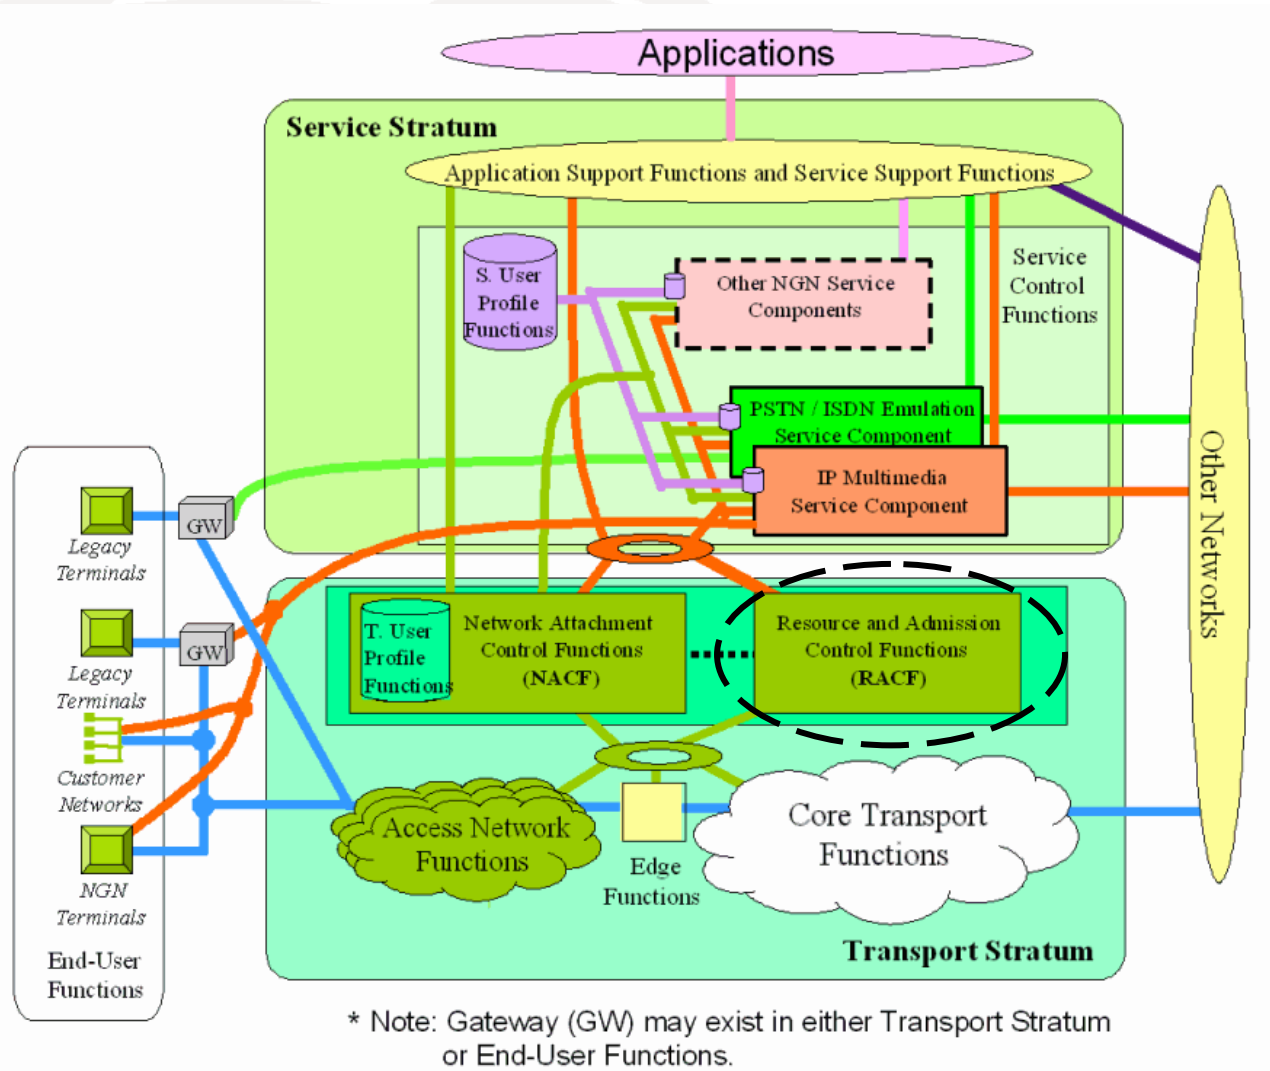 Applications
Service Stratum
Application Support Functions and Service Support Functions
S. User
Profile
Functions
Other NGN Service
Components
Service
Control
Functions
PSTN / ISDN Emulation
Service Component
IP Multimedia
Service Component
Other Networks
GW
Legacy
Terminals
GW
Legacy
Terminals
Customer
Networks
NGN
Terminals
End-User
Functions
T. User
Profile
Functions
Network Attachment
Control Functions
(NACF)
Resource and Admission
Control Functions
(RACF)
Access Network
Functions
Edge
Functions
Core Transport
Functions
Transport Stratum
* Note: Gateway (GW) may exist in either Transport Stratum
or End-User Functions.